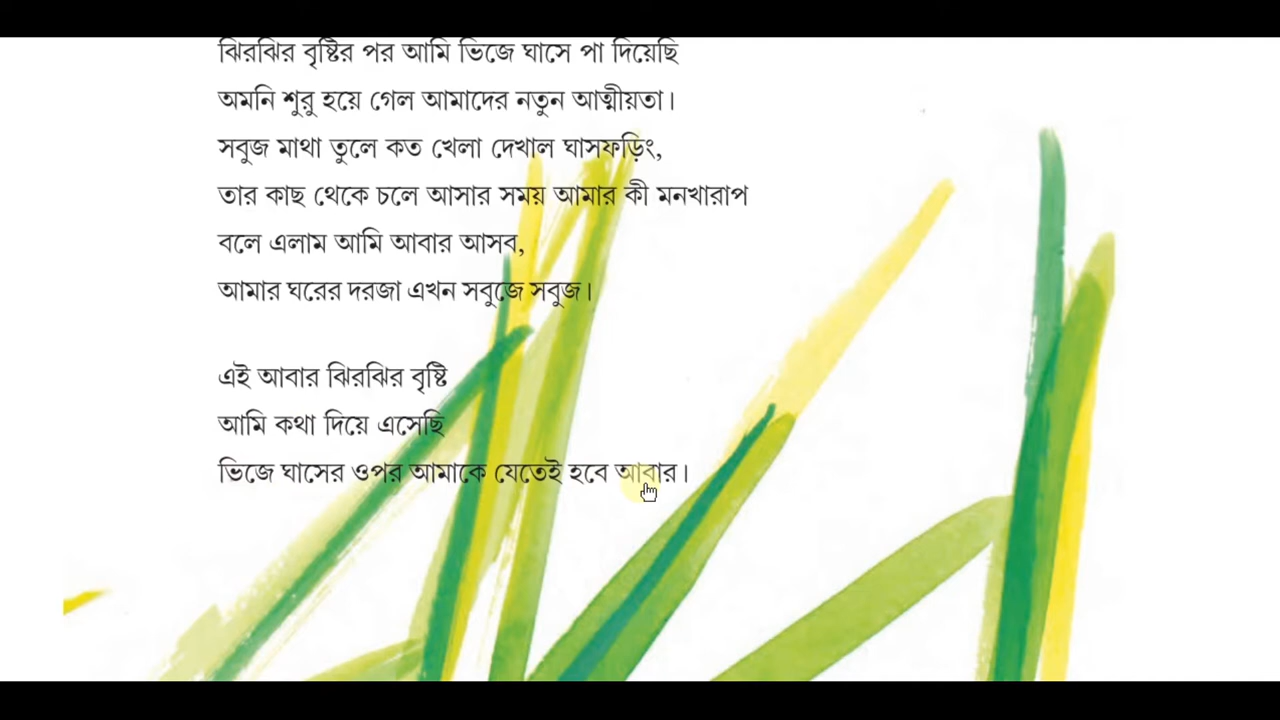 ঝিরঝির বৃষ্টির পর আমি ভিজে ঘাসে পা দিয়েছি
অমনি শুরু হয়ে গেল আমাদের নতুন আত্মীয়তা।
সবুজ মাথা তুলে কত খেলা দেখাল ঘাসফড়িং,
তার কাছ থেকে চলে আসার সময় আমার কী মনখারাপ
বলে এলাম আমি আবার আসব,
আমার ঘরের দরজা এখন সবুজে সবুজ।
এই আবার ঝিরঝির বৃষ্টি
আমি কথা দিয়ে এসেছি
ভিজে ঘাসের ওপর আমাকে যেতেই হবে আবার।